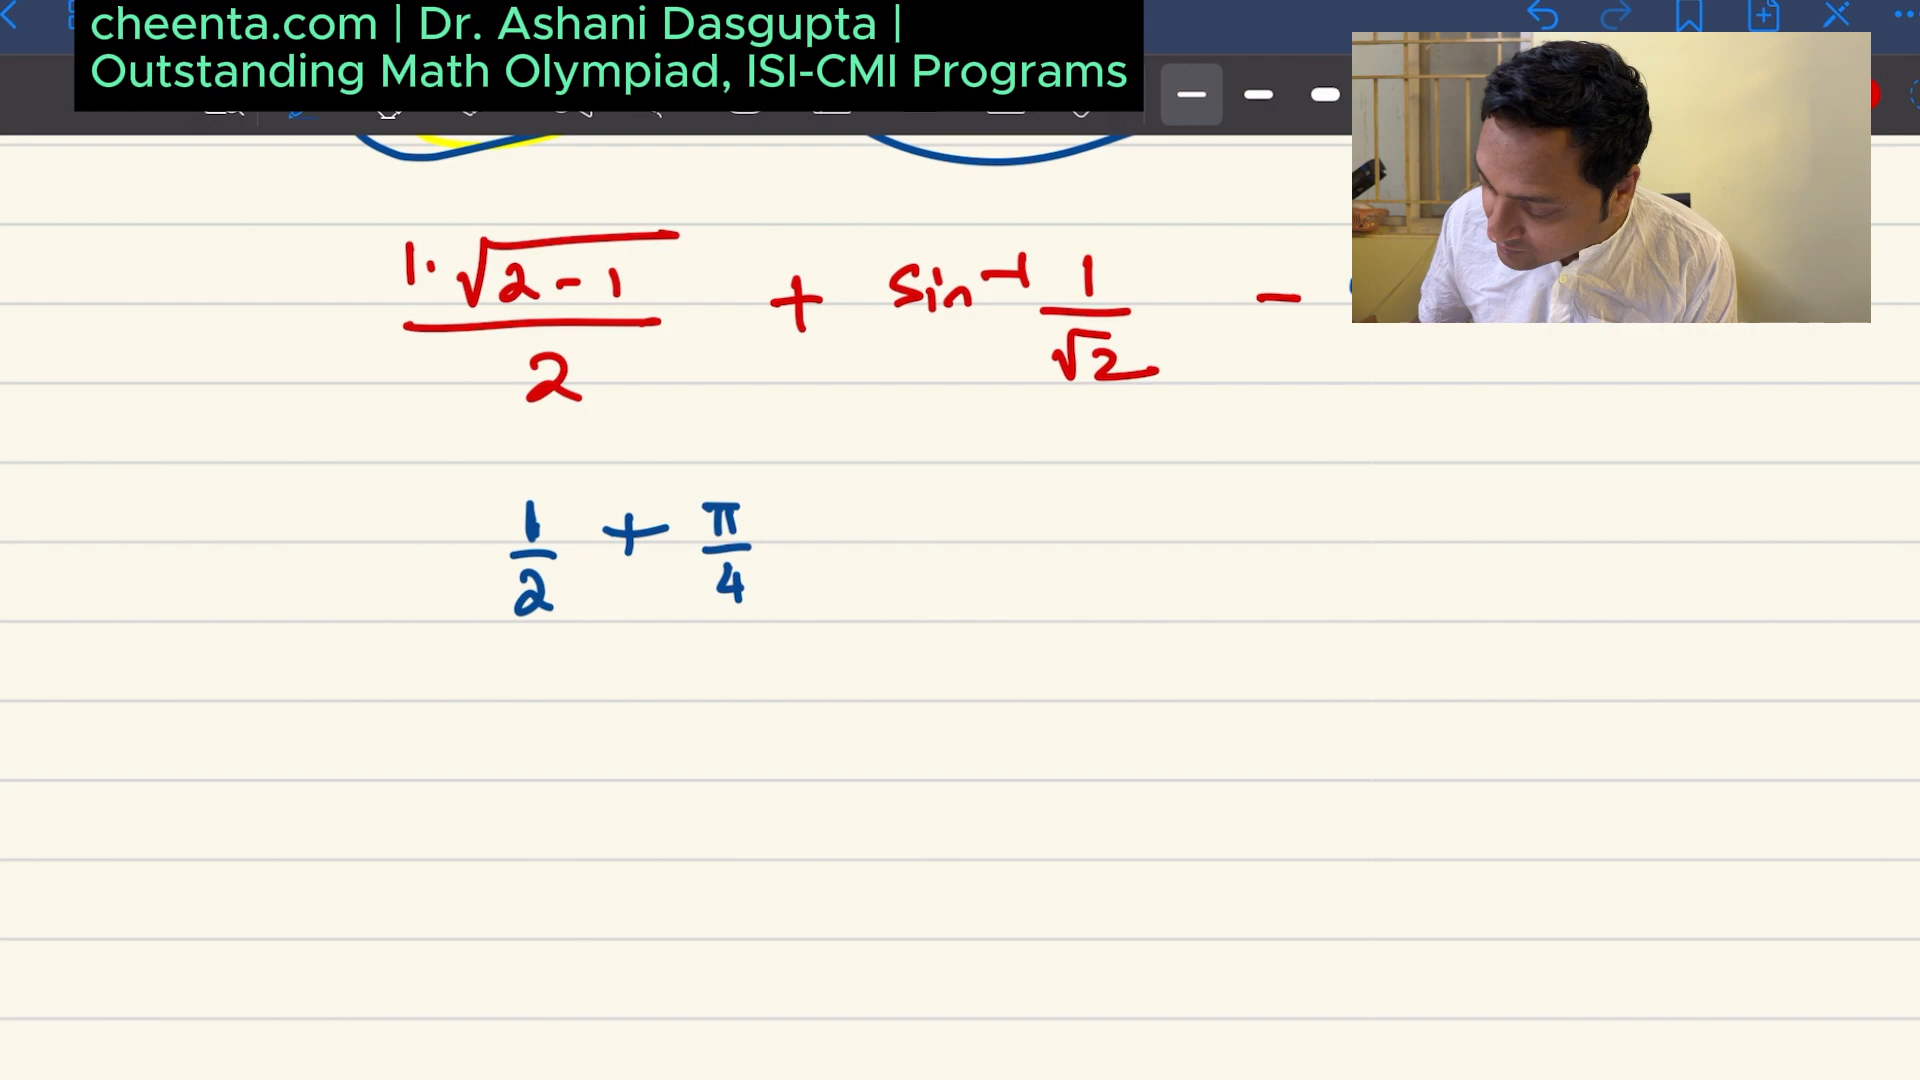 cheenta.com | Dr. Ashani Dasgupta |
Outstanding Math Olympiad, ISI-CMI Programs
1·√(2-1)/2 + sin⁻¹ 1/√2 -
1/2 + π/4